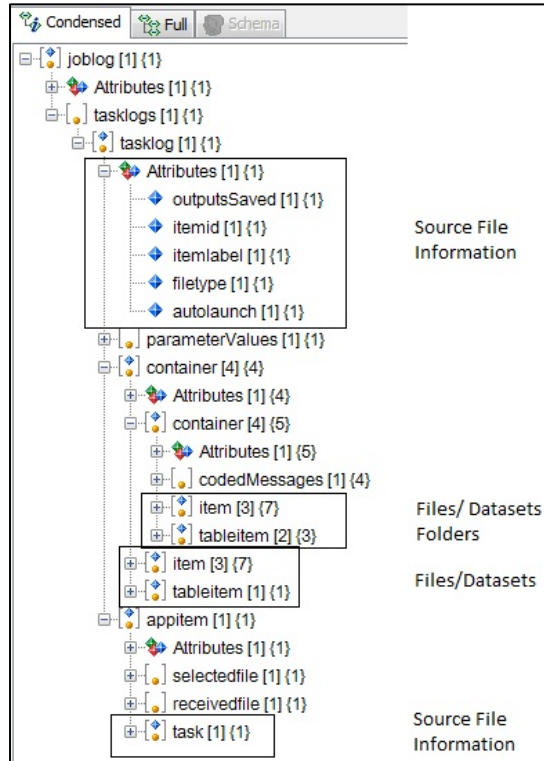 Condensed Full Schema
joblog [1] {1}
Attributes [1] {1}
tasklogs [1] {1}
tasklog [1] {1}
Attributes [1] {1}
outputsSaved [1] {1}
itemid [1] {1}
itemlabel [1] {1}
filetype [1] {1}
autolaunch [1] {1}
Source File
Information
parameterValues [1] {1}
container [4] {4}
Attributes [1] {4}
container [4] {5}
Attributes [1] {5}
codedMessages [1] {4}
item [3] {7}
tableitem [2] {3}
Files/ Datasets
Folders
item [3] {7}
tableitem [1] {1}
Files/Datasets
appitem [1] {1}
Attributes [1] {1}
selectedfile [1] {1}
receivedfile [1] {1}
task [1] {1}
Source File
Information